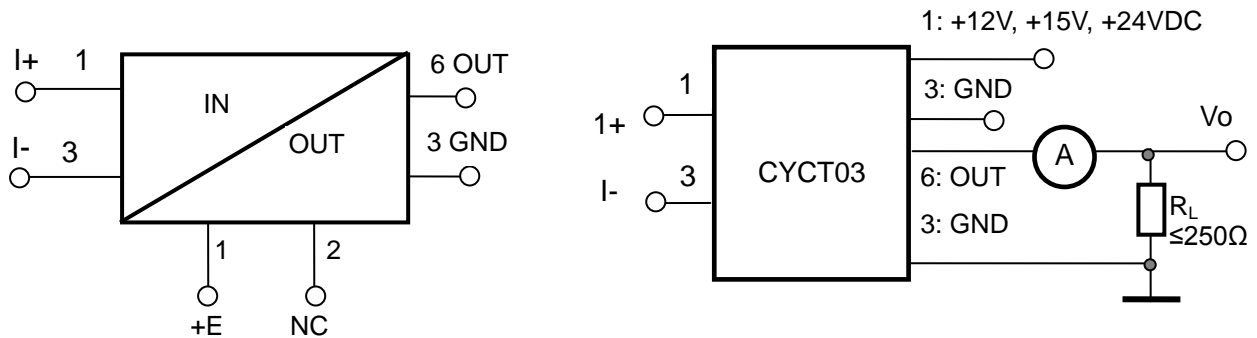 I+ 1
IN
6 OUT
I- 3
OUT
3 GND
1
2
+E
NC
1: +12V, +15V, +24VDC
1
1+
3: GND
CYCT03
A
Vo
3
I-
6: OUT
3: GND
RL
≤250Ω